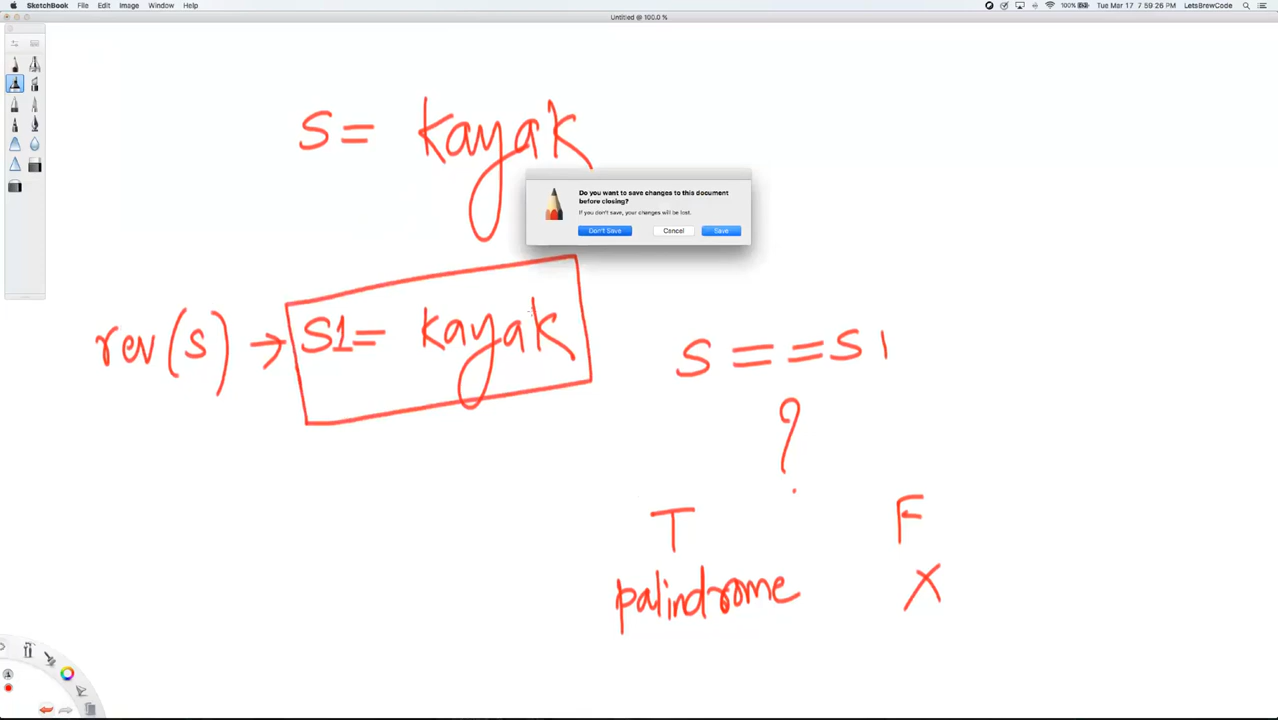 SketchBook File Edit Image Window Help 100% Tue Mar 17 7:59:26 PM LetsBrewCode
Untitled @ 100.0 %
S = kayak
Do you want to save changes to this document
before closing?
If you don't save, your changes will be lost.
Don't Save Cancel Save
rev(s) → S1 = kayak
S == S1
?
T F
palindrome X